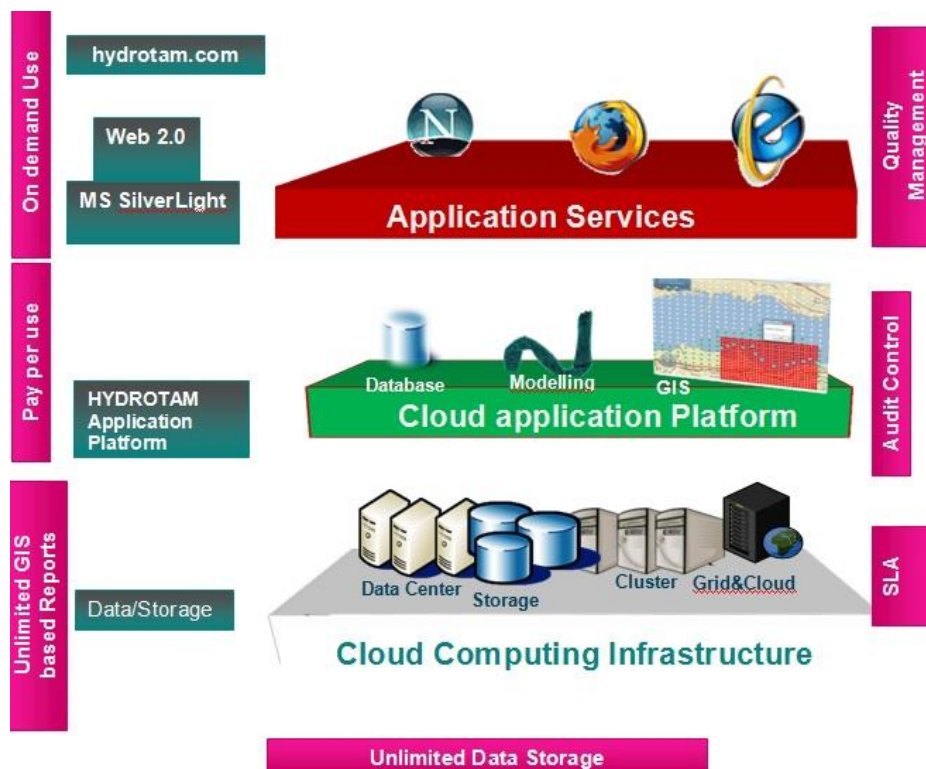 hydrotam.com
On demand Use
Web 2.0
MS SilverLight
N
Application Services
Quality
Management
Pay per use
HYDROTAM
Application
Platform
Database
Modelling
GIS
Cloud application Platform
Audit Control
Unlimited GIS
based Reports
Data/Storage
Data Center
Storage
Cluster
Grid&Cloud
SLA
Cloud Computing Infrastructure
Unlimited Data Storage